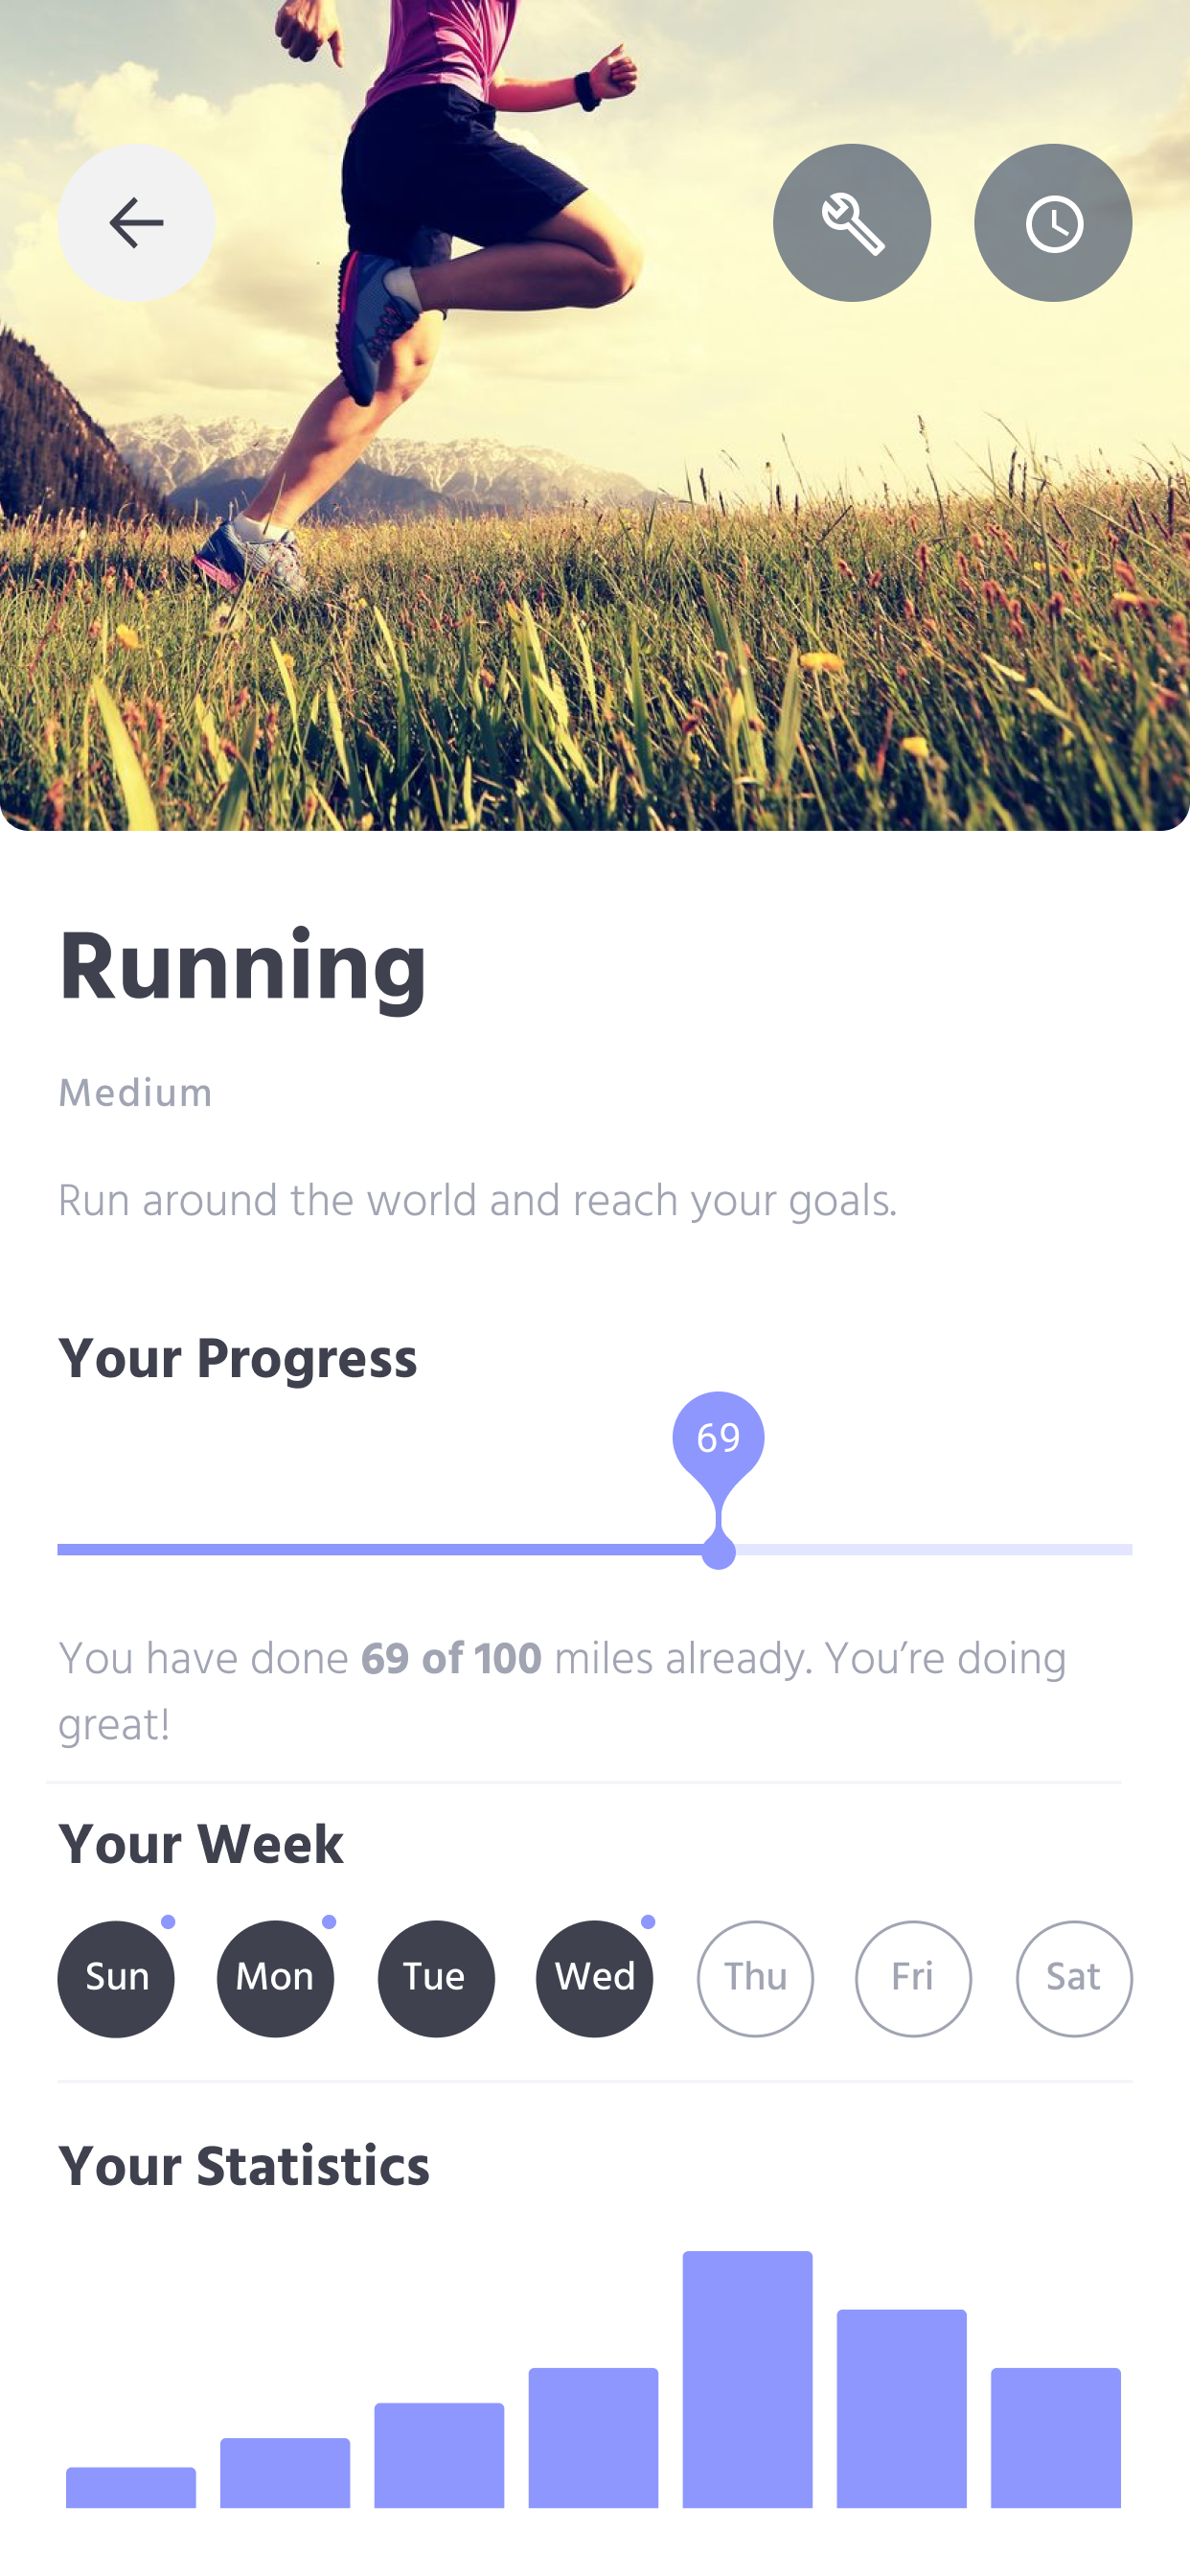 Running
Medium
Run around the world and reach your goals.
Your Progress
69
You have done 69 of 100 miles already. You’re doing
great!
Your Week
Sun Mon Tue Wed Thu Fri Sat
Your Statistics